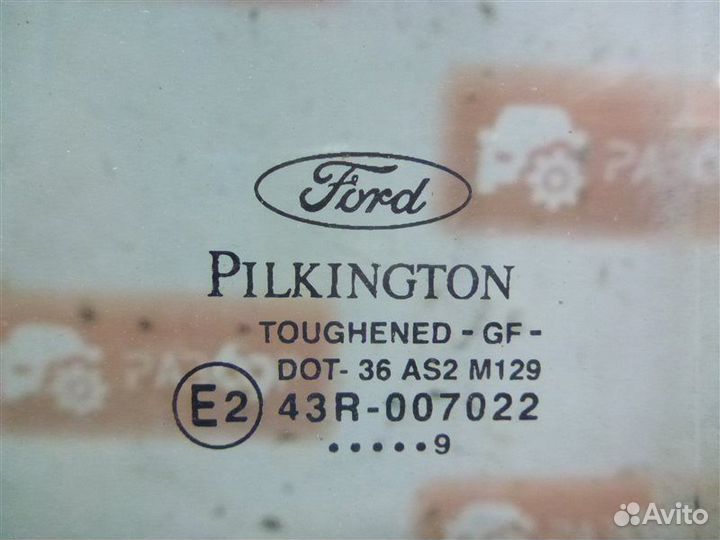 Ford
PILKINGTON
TOUGHENED - GF -
DOT- 36 AS2 M129
E2 43R-007022
.....9
Avito